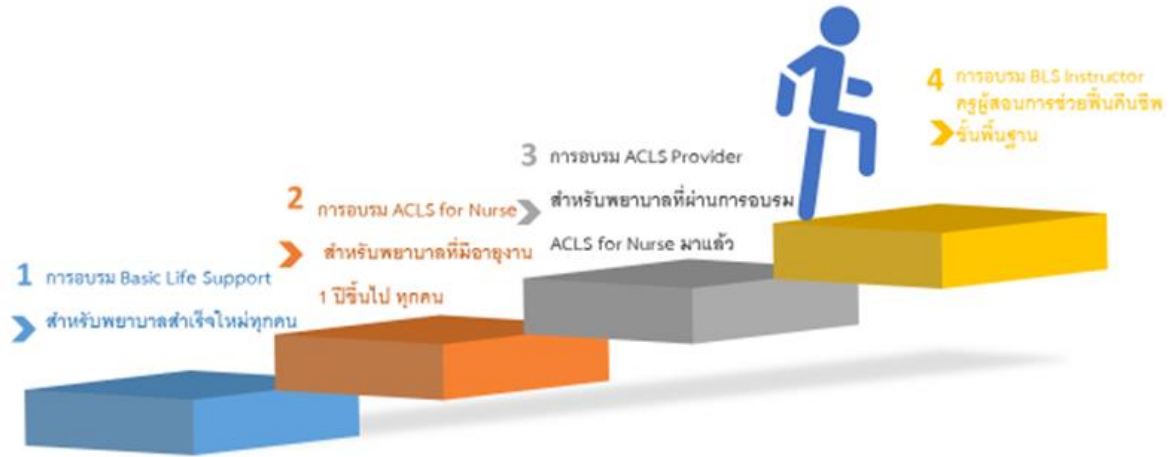 1 การอบรม Basic Life Support
สำหรับพยาบาลสำเร็จใหม่ทุกคน
2 การอบรม ACLS for Nurse
สำหรับพยาบาลที่มีอายุงาน
1 ปีขึ้นไป ทุกคน
3 การอบรม ACLS Provider
สำหรับพยาบาลที่ผ่านการอบรม
ACLS for Nurse มาแล้ว
4 การอบรม BLS Instructor
ครูผู้สอนการช่วยฟื้นคืนชีพ
ขั้นพื้นฐาน